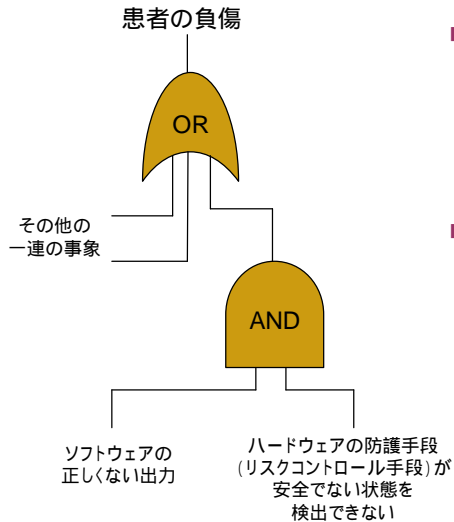 患者の負傷
OR
その他の
一連の事象
AND
ソフトウェアの
正しくない出力
ハードウェアの防護手段
(リスクコントロール手段)が
安全でない状態を
検出できない